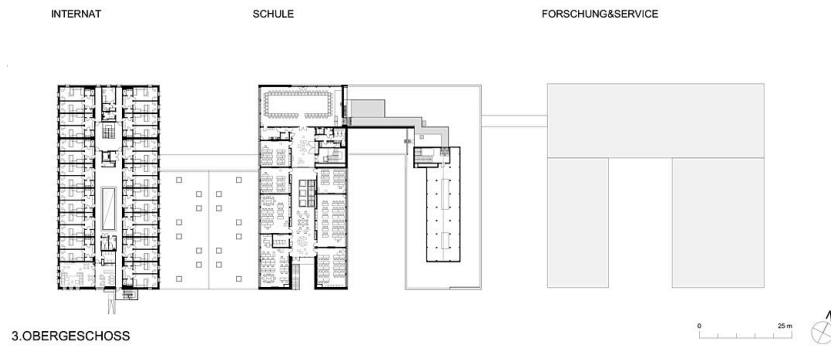 INTERNAT SCHULE FORSCHUNG&SERVICE
3.OBERGESCHOSS
0 25 m
N